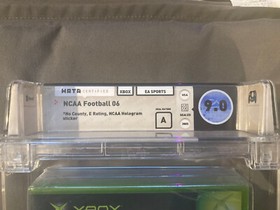 WATA CERTIFIED XBOX EA SPORTS
NCAA Football 06
*No County, E Rating, NCAA Hologram
sticker
A
9.0
XBOX